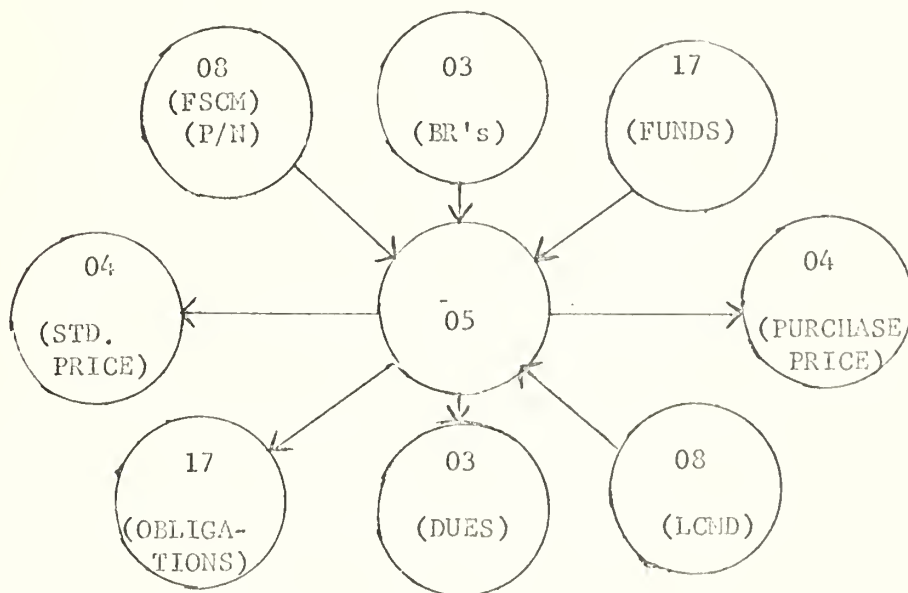 08
(FSCM)
(P/N)
03
(BR's)
17
(FUNDS)
04
(STD.
PRICE)
05
04
(PURCHASE
PRICE)
17
(OBLIGA-
TIONS)
03
(DUES)
08
(LCMD)